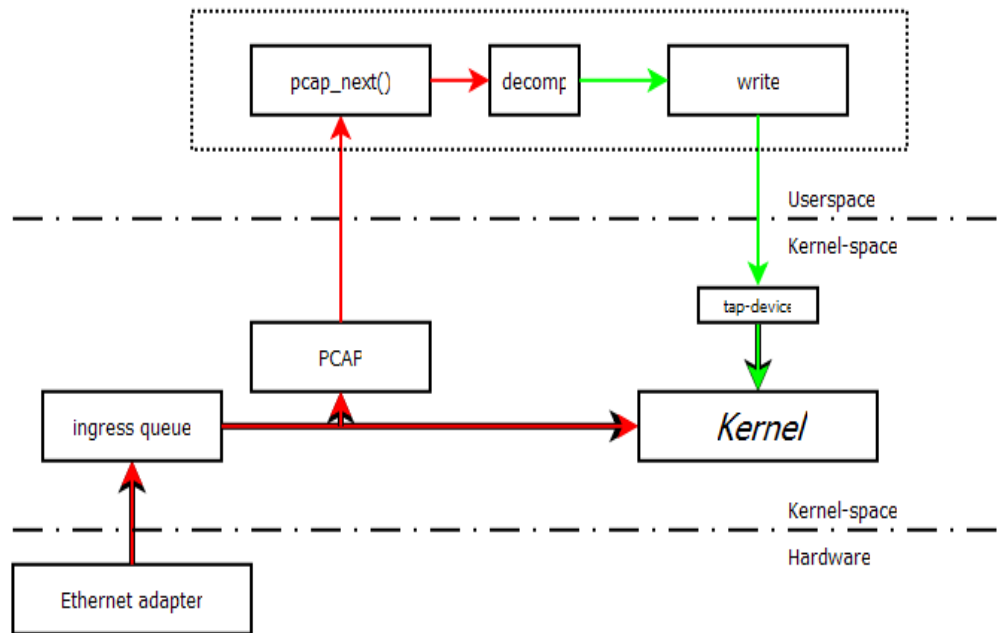 pcap_next()
decomp
write
Userspace
Kernel-space
tap-device
PCAP
ingress queue
Kernel
Kernel-space
Hardware
Ethernet adapter